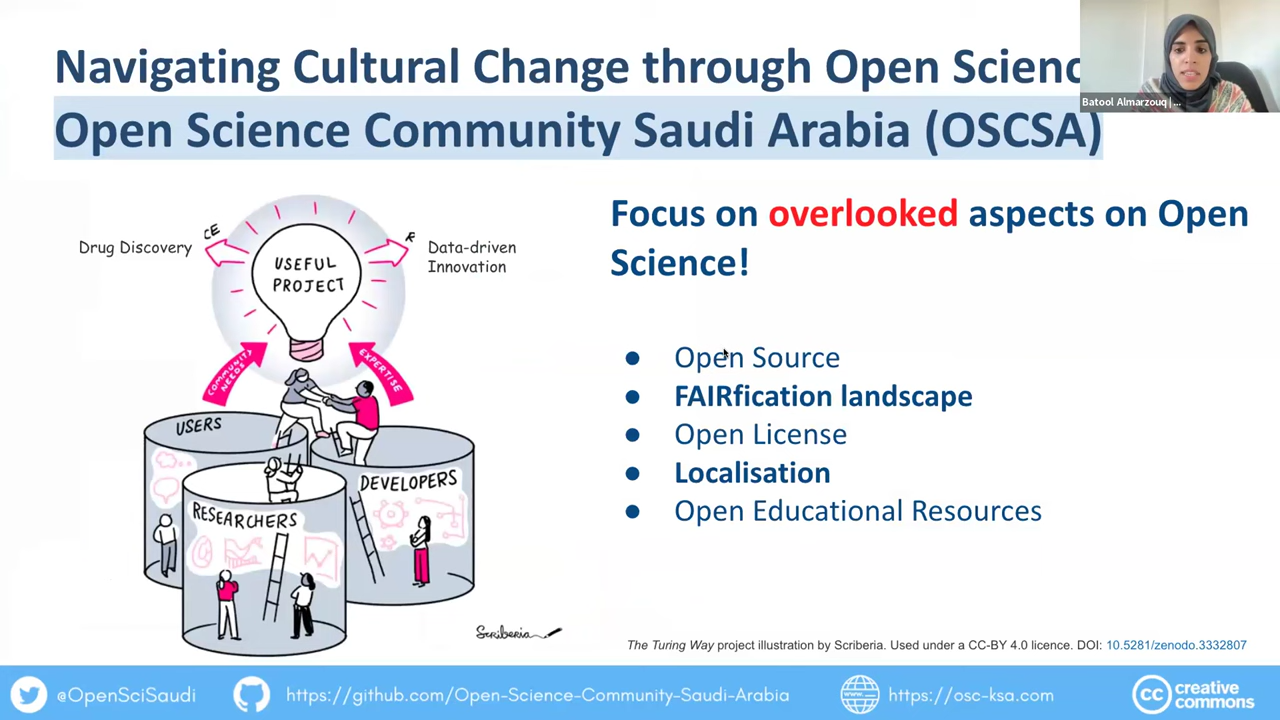 Navigating Cultural Change through Open Scienc
Open Science Community Saudi Arabia (OSCSA)
Batool Almarzouq |...
Focus on overlooked aspects on Open
Science!
Drug Discovery
CE
R
Data-driven
Innovation
USEFUL
PROJECT
COMMUNITY
NEEDS
EXPERTISE
USERS
DEVELOPERS
RESEARCHERS
● Open Source
● FAIRfication landscape
● Open License
● Localisation
● Open Educational Resources
Scriberia
The Turing Way project illustration by Scriberia. Used under a CC-BY 4.0 licence. DOI: 10.5281/zenodo.3332807
@OpenSciSaudi
https://github.com/Open-Science-Community-Saudi-Arabia
https://osc-ksa.com
cc creative
commons